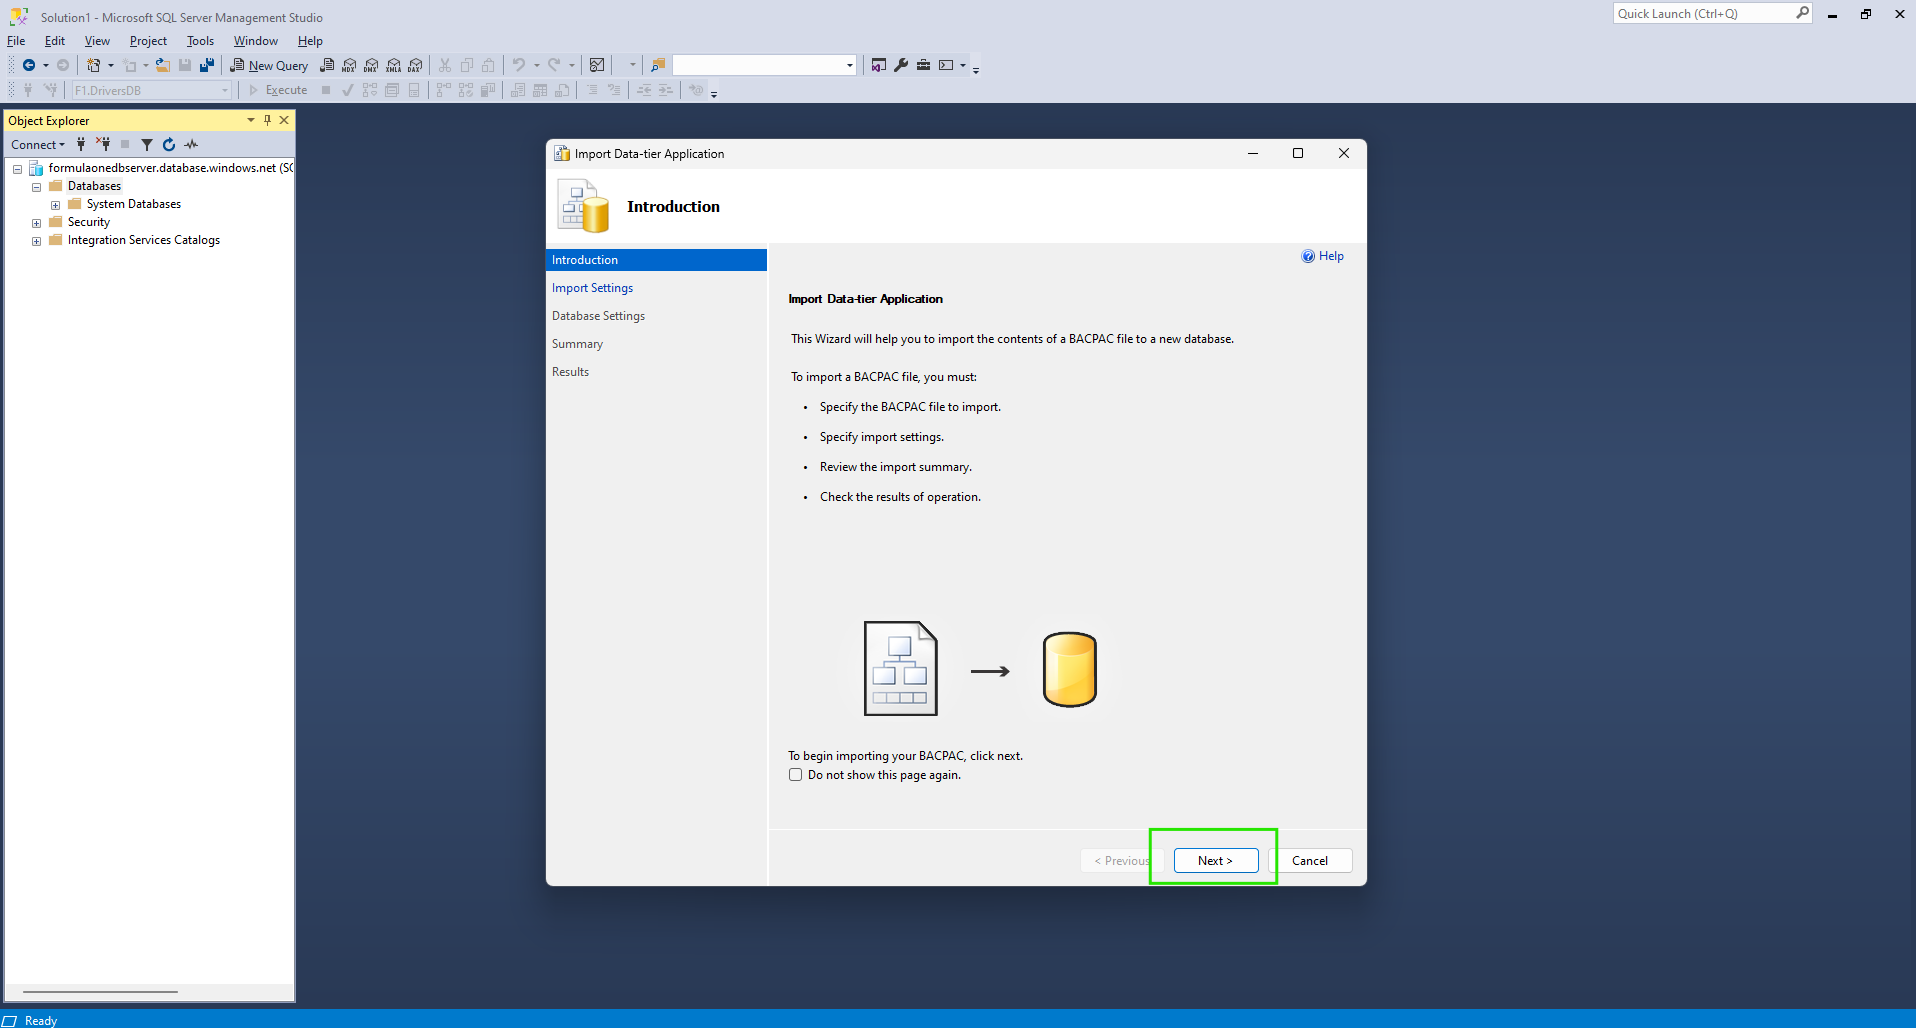 Solution1 - Microsoft SQL Server Management Studio
Quick Launch (Ctrl+Q)
File Edit View Project Tools Window Help
New Query
MDX DMX XMLA DAX
F1.DriversDB
Execute
Object Explorer
Connect
formulaonedbserver.database.windows.net (SQ
Databases
System Databases
Security
Integration Services Catalogs
Import Data-tier Application
Introduction
Introduction
Import Settings
Database Settings
Summary
Results
Help
Import Data-tier Application
This Wizard will help you to import the contents of a BACPAC file to a new database.
To import a BACPAC file, you must:
• Specify the BACPAC file to import.
• Specify import settings.
• Review the import summary.
• Check the results of operation.
To begin importing your BACPAC, click next.
Do not show this page again.
< Previous
Next >
Cancel
Ready